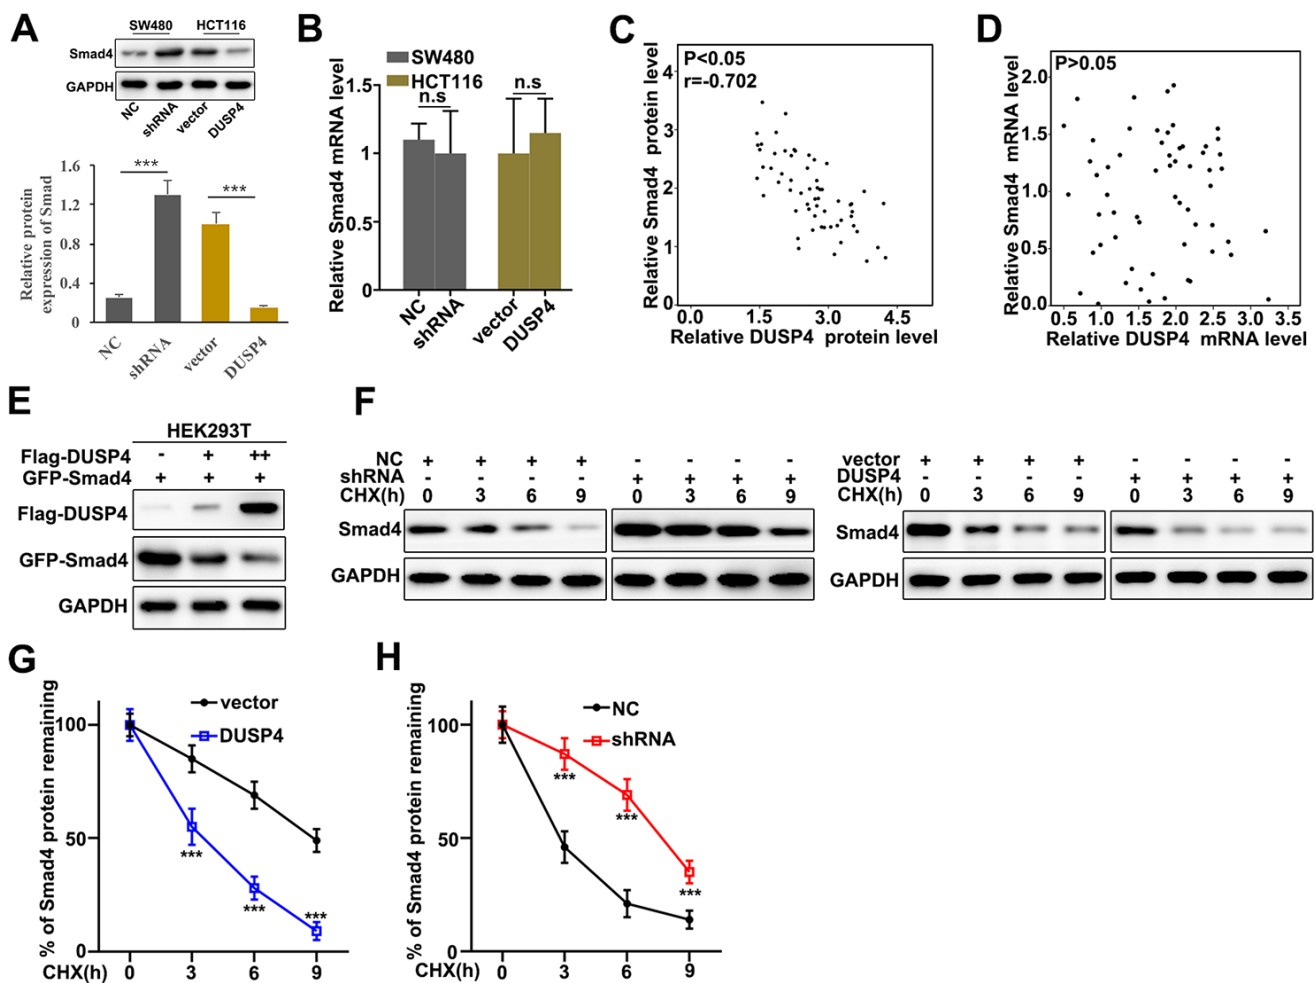 A
SW480 HCT116
Smad4
GAPDH
NC shRNA vector DUSP4
Relative protein
expression of Smad
1.6
1.2
0.8
0.4
0
*** ***
NC shRNA vector DUSP4
B
Relative Smad4 mRNA level
SW480
HCT116
1.5
1
0.5
0
n.s n.s
NC shRNA vector DUSP4
C
Relative Smad4 protein level
P<0.05
r=-0.702
4
3
2
1
0
0.0 1.5 3.0 4.5
Relative DUSP4 protein level
D
Relative Smad4 mRNA level
P>0.05
2.0
1.5
1.0
0.5
0.0
0.5 1.0 1.5 2.0 2.5 3.0 3.5
Relative DUSP4 mRNA level
E
HEK293T
Flag-DUSP4 - + ++
GFP-Smad4 + + +
Flag-DUSP4
GFP-Smad4
GAPDH
F
NC + + + + - - - -
shRNA - - - - + + + +
CHX(h) 0 3 6 9 0 3 6 9
Smad4
GAPDH
vector + + + + - - - -
DUSP4 - - - - + + + +
CHX(h) 0 3 6 9 0 3 6 9
Smad4
GAPDH
G
% of Smad4 protein remaining
vector
DUSP4
100
50
0
*** *** ***
CHX(h) 0 3 6 9
H
% of Smad4 protein remaining
NC
shRNA
100
50
0
*** *** ***
CHX(h) 0 3 6 9